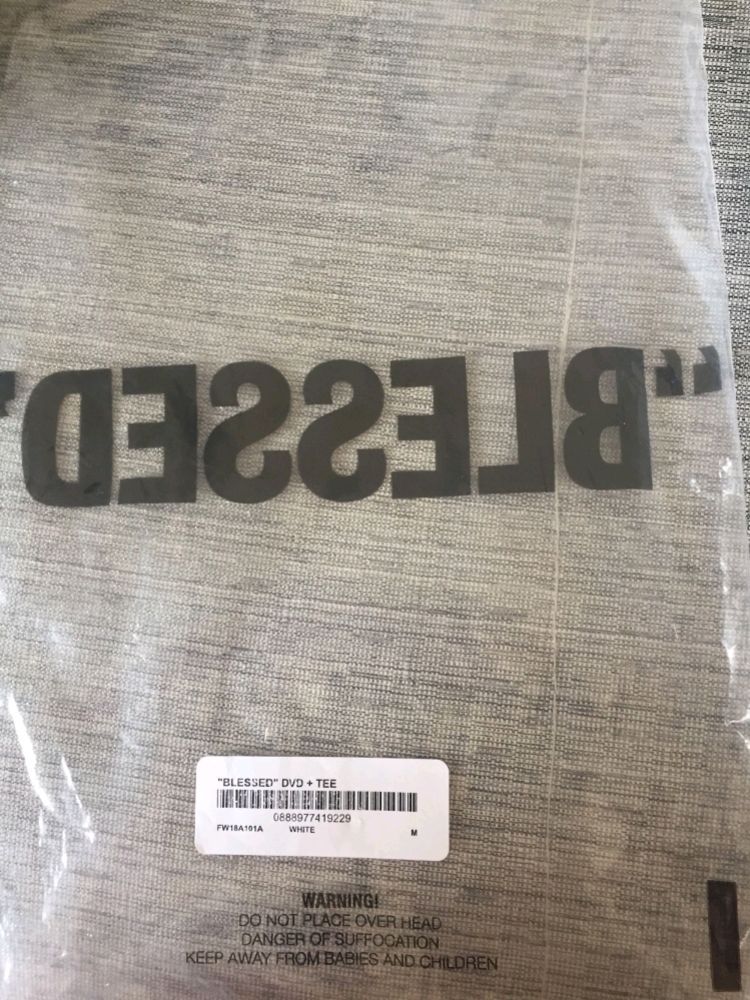 "BLESSED"
"BLESSED" DVD + TEE
0888977419229
FW18A101A WHITE M
WARNING!
DO NOT PLACE OVER HEAD
DANGER OF SUFFOCATION
KEEP AWAY FROM BABIES AND CHILDREN